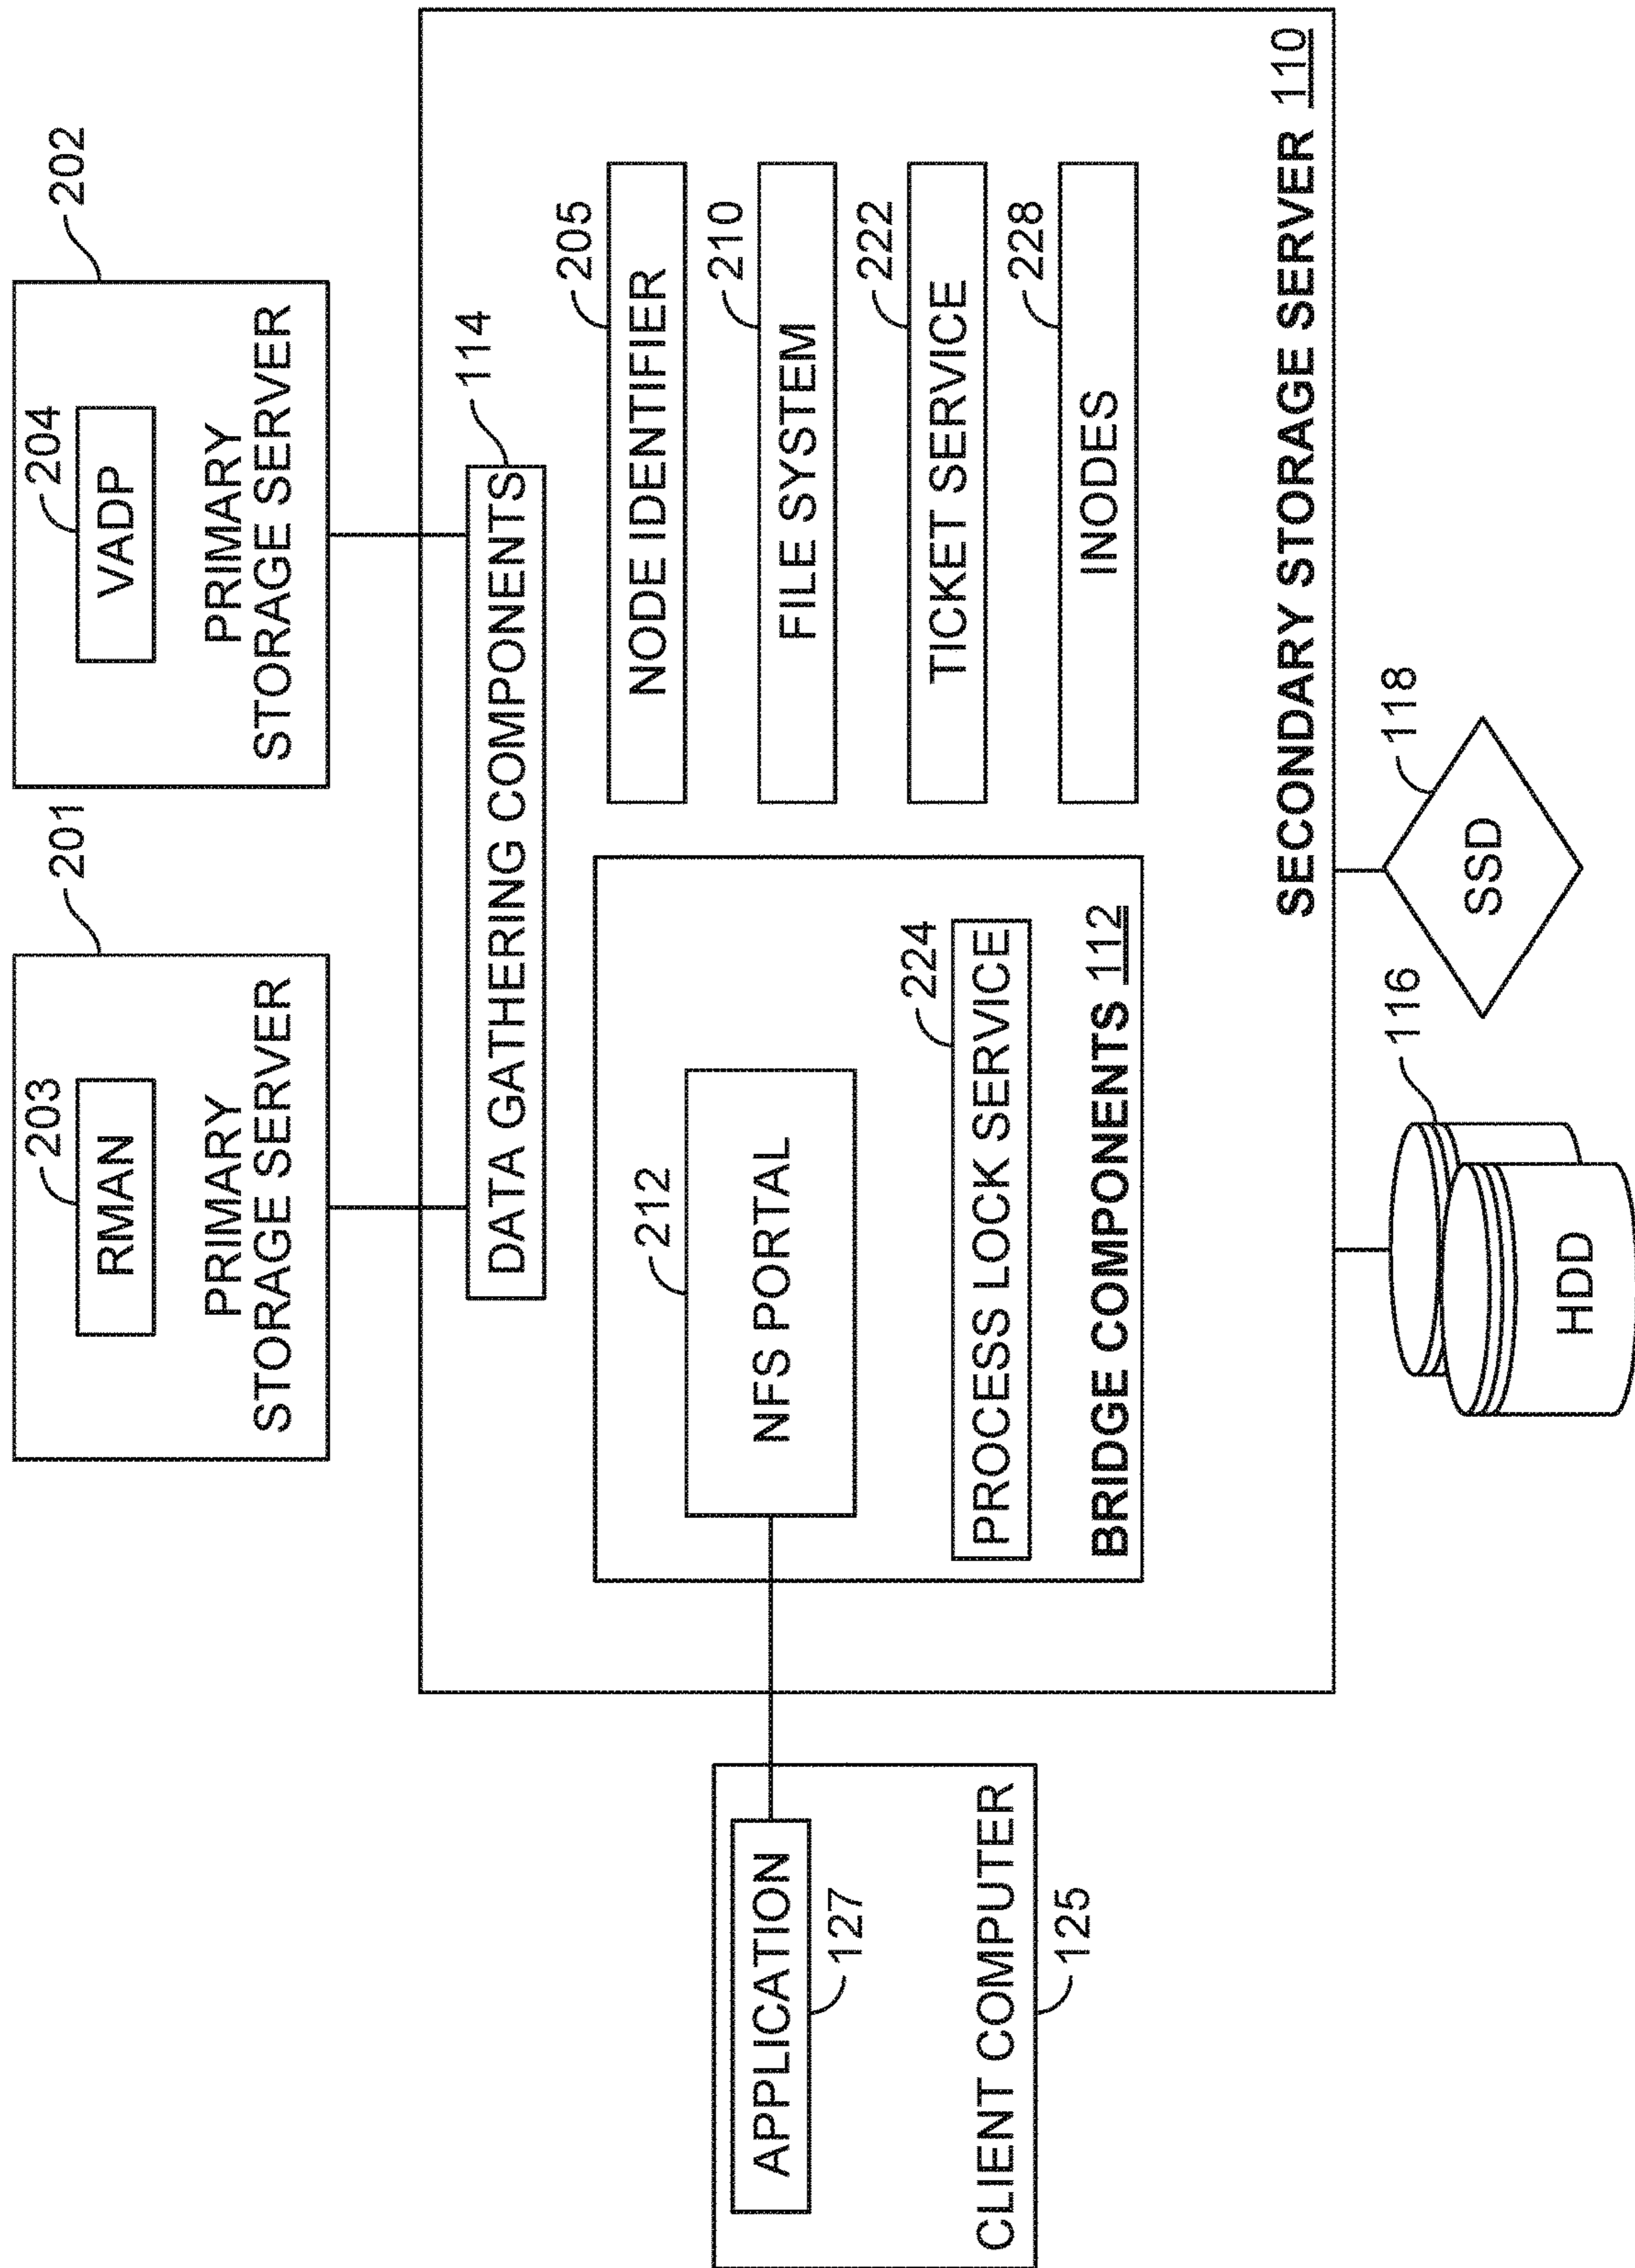 203
RMAN
PRIMARY
STORAGE SERVER
201
204
VADP
PRIMARY
STORAGE SERVER
202
DATA GATHERING COMPONENTS
114
APPLICATION
127
CLIENT COMPUTER
125
212
NFS PORTAL
224
PROCESS LOCK SERVICE
BRIDGE COMPONENTS 112
205
NODE IDENTIFIER
210
FILE SYSTEM
222
TICKET SERVICE
228
INODES
SECONDARY STORAGE SERVER 110
116
HDD
118
SSD